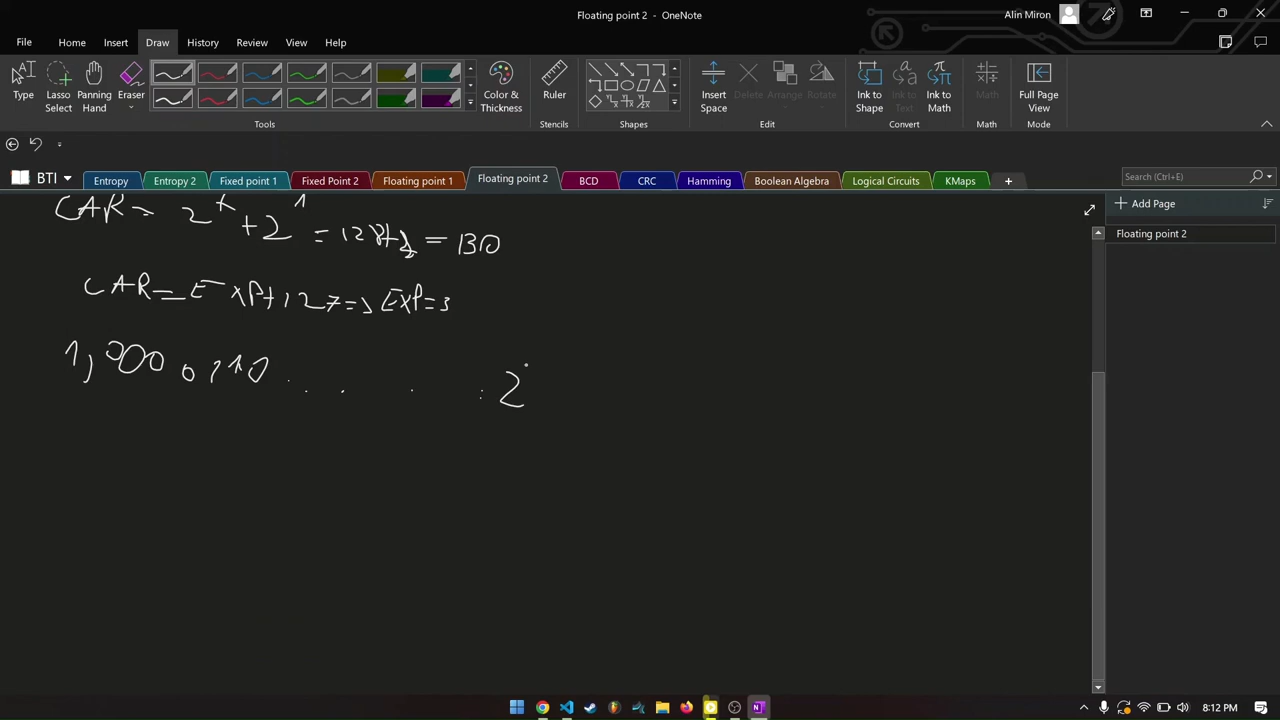 Floating point 2 - OneNote
Alin Miron
File Home Insert Draw History Review View Help
Type
Lasso Select
Panning Hand
Eraser
Color & Thickness
Ruler
Insert Space
Delete
Arrange
Rotate
Ink to Shape
Ink to Text
Ink to Math
Math
Full Page View
Tools Stencils Shapes Edit Convert Math Mode
BTI
Entropy Entropy 2 Fixed point 1 Fixed Point 2 Floating point 1 Floating point 2 BCD CRC Hamming Boolean Algebra Logical Circuits KMaps
Search (Ctrl+E)
Add Page
Floating point 2
CAR = 2 + 2 = 128+2 = 130
CAR = EXP+127 => EXP=3
1,000 0110 . . . . . . 2
8:12 PM